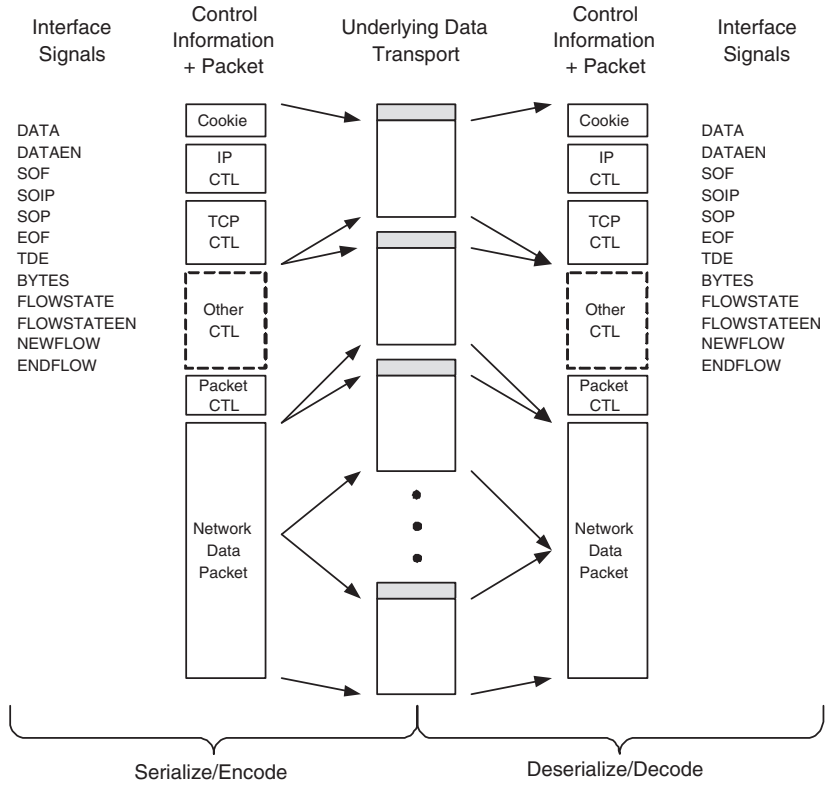 Interface
Signals
Control
Information
+ Packet
Underlying Data
Transport
Control
Information
+ Packet
Interface
Signals
DATA
DATAEN
SOF
SOIP
SOP
EOF
TDE
BYTES
FLOWSTATE
FLOWSTATEEN
NEWFLOW
ENDFLOW
Cookie
IP
CTL
TCP
CTL
Other
CTL
Packet
CTL
Network
Data
Packet
Cookie
IP
CTL
TCP
CTL
Other
CTL
Packet
CTL
Network
Data
Packet
DATA
DATAEN
SOF
SOIP
SOP
EOF
TDE
BYTES
FLOWSTATE
FLOWSTATEEN
NEWFLOW
ENDFLOW
Serialize/Encode
Deserialize/Decode